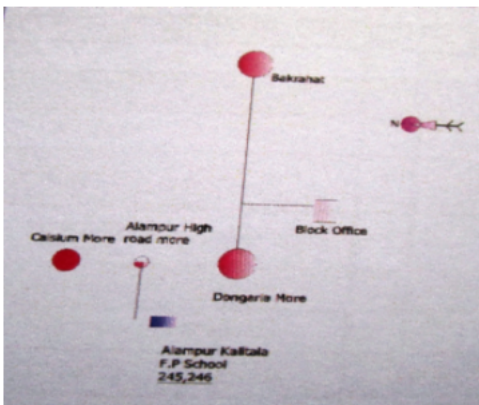 Bakrahat
N
Block Office
Alampur High
road more
Calsium More
Dongaria More
Alampur Kalitala
F.P School
245,246